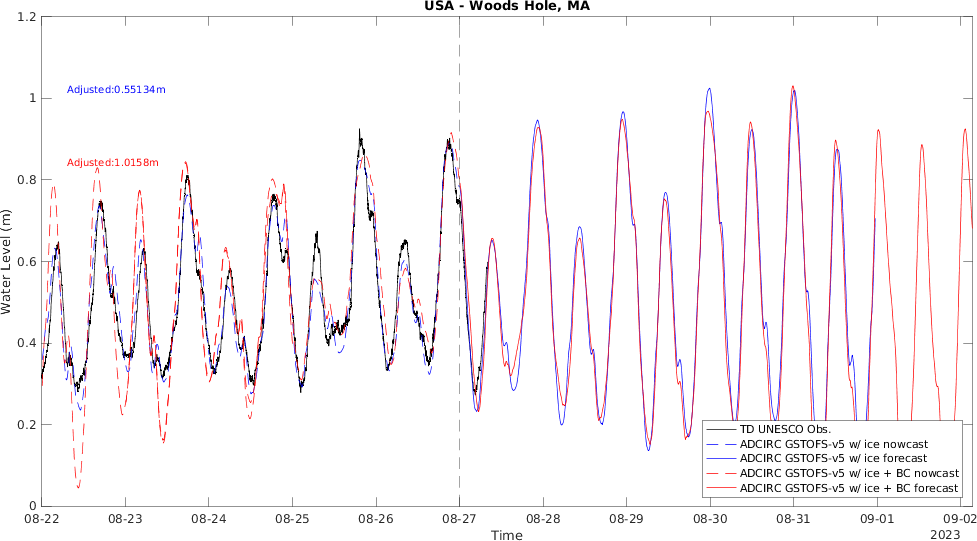 USA - Woods Hole, MA
1.2
1
0.8
0.6
0.4
0.2
0
Water Level (m)
Adjusted:0.55134m
Adjusted:1.0158m
TD UNESCO Obs.
ADCIRC GSTOFS-v5 w/ ice nowcast
ADCIRC GSTOFS-v5 w/ ice forecast
ADCIRC GSTOFS-v5 w/ ice + BC nowcast
ADCIRC GSTOFS-v5 w/ ice + BC forecast
08-22 08-23 08-24 08-25 08-26 08-27 08-28 08-29 08-30 08-31 09-01 09-02
Time
2023